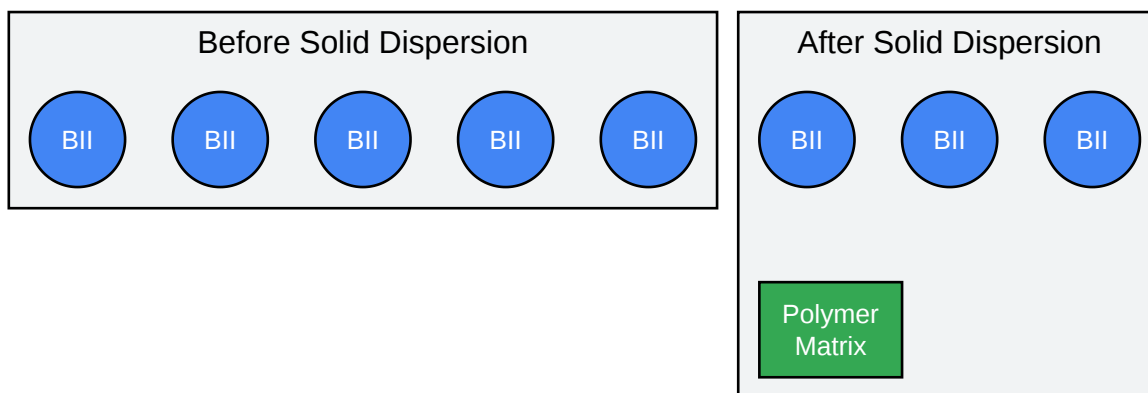 Before Solid Dispersion
BII
BII
BII
BII
BII
After Solid Dispersion
BII
BII
BII
Polymer
Matrix